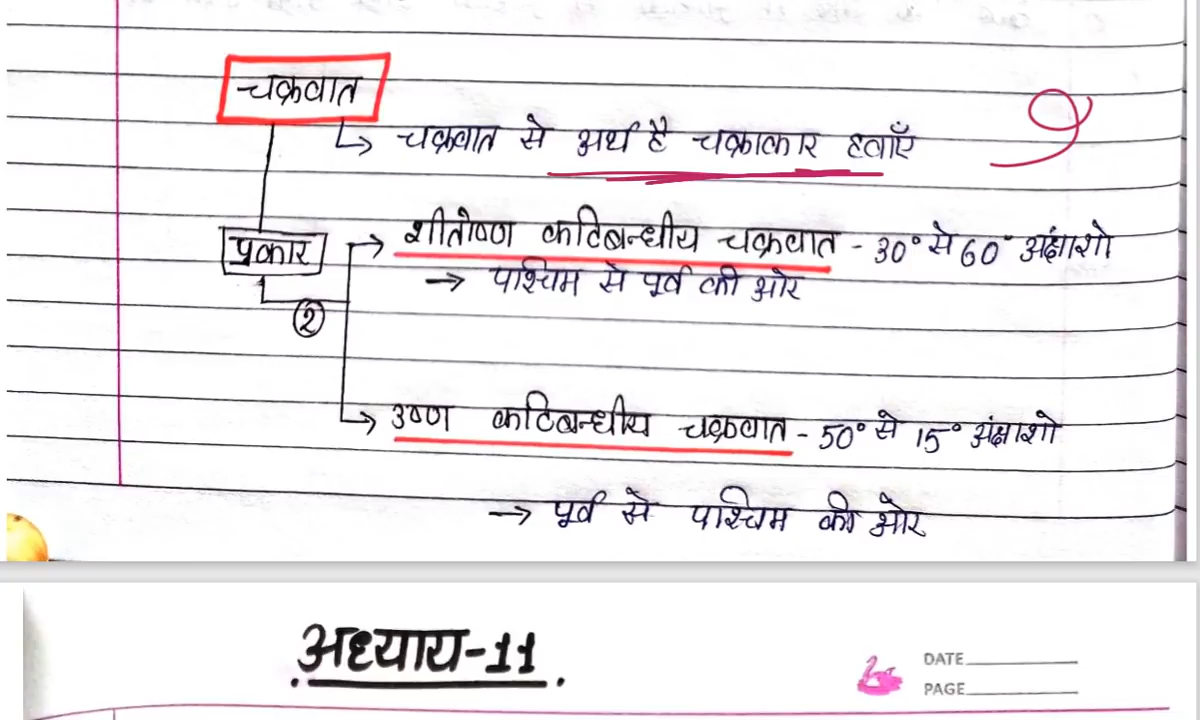 चक्रवात
चक्रवात से अर्थ है चक्राकार हवाएँ
प्रकार
२
शीतोष्ण कटिबन्धीय चक्रवात - 30° से 60° अंक्षाशो
→ पश्चिम से पूर्व की ओर
उष्ण कटिबन्धीय चक्रवात - 50° से 15° अंक्षाशो
→ पूर्व से पश्चिम की ओर
अध्याय-11
DATE
PAGE